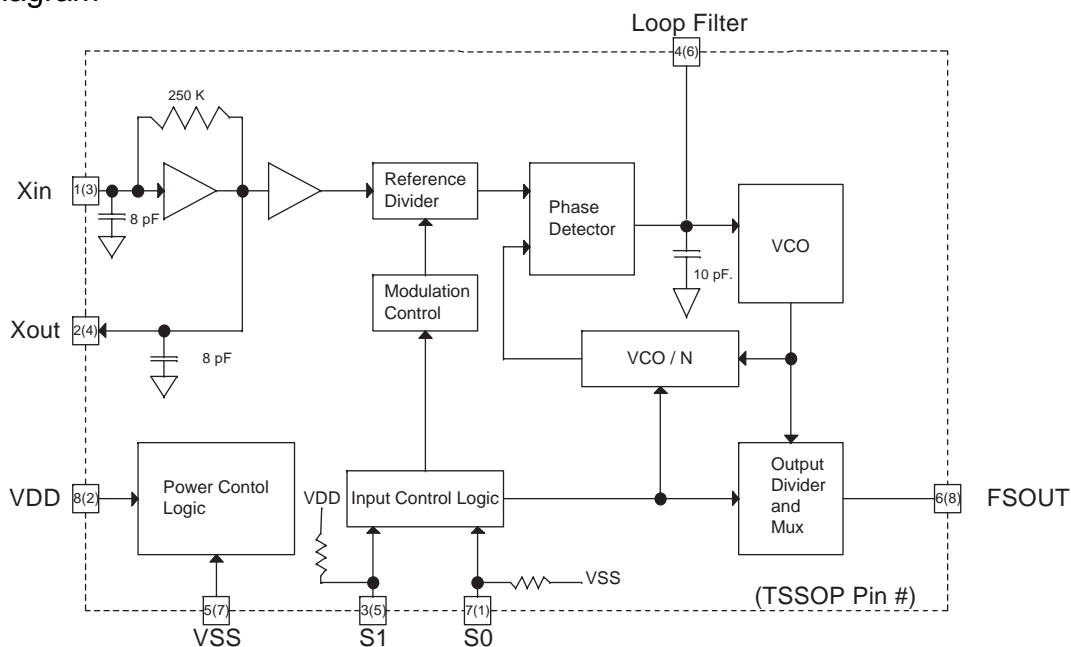 agram
Loop Filter
4(6)
250 K
Xin
1(3)
8 pF
Reference
Divider
Phase
Detector
VCO
10 pF.
Modulation
Control
Xout
2(4)
8 pF
VCO / N
VDD
8(2)
Power Contol
Logic
VDD
Input Control Logic
Output
Divider
and
Mux
6(8)
FSOUT
VSS
(TSSOP Pin #)
5(7)
3(5)
7(1)
VSS
S1
S0